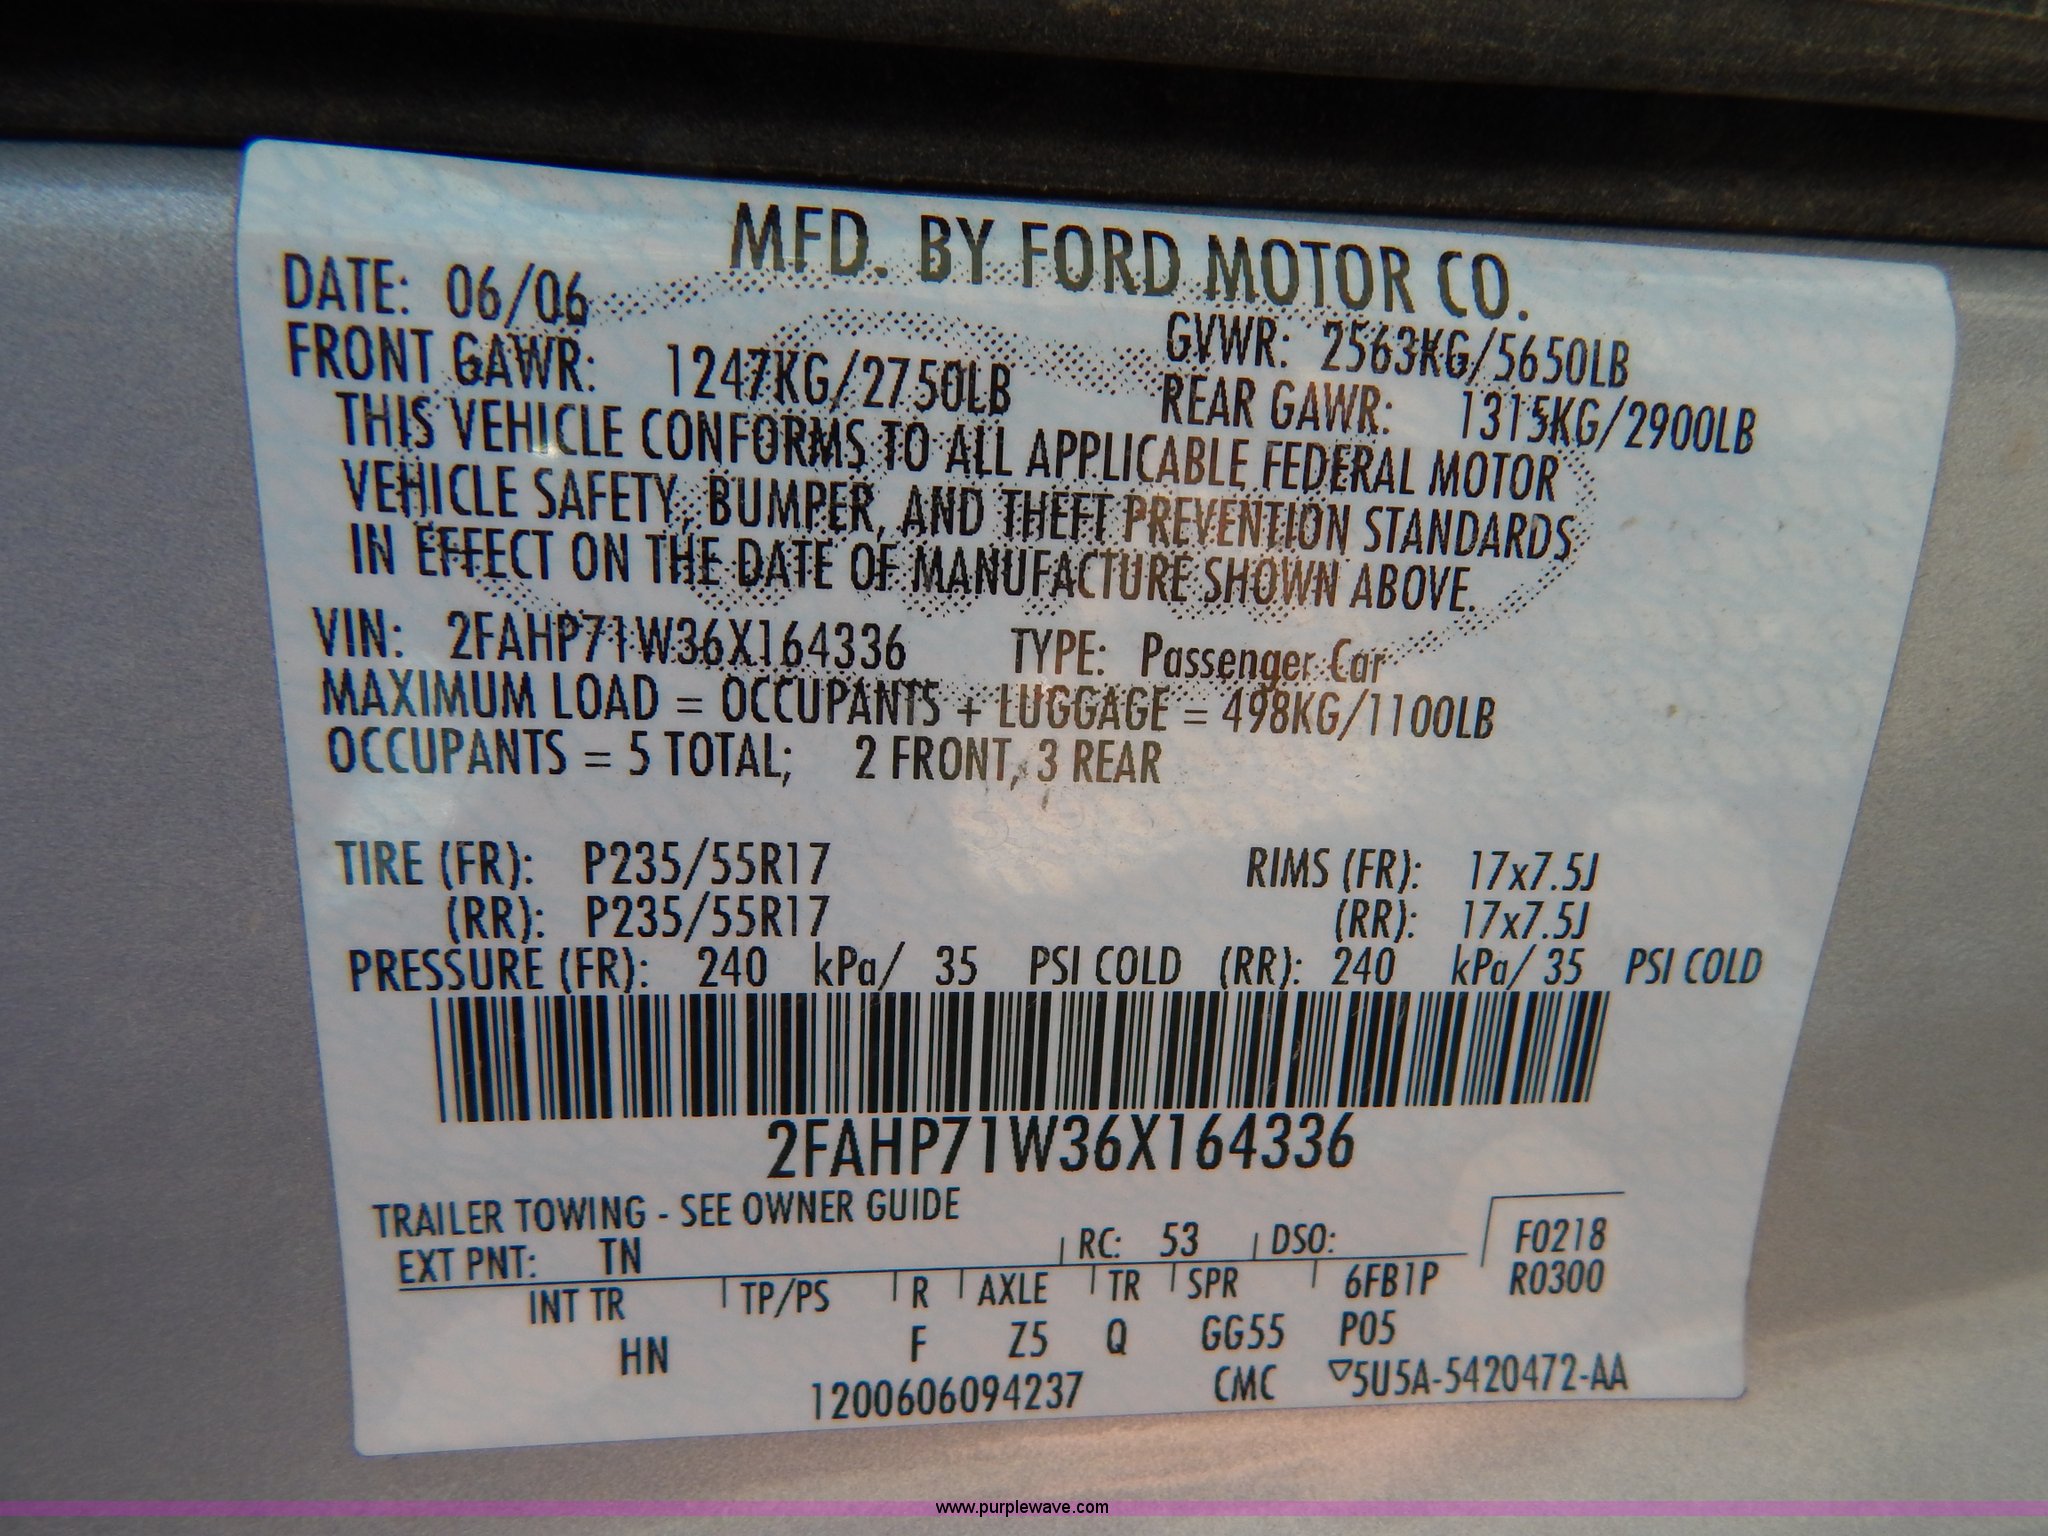 MFD. BY FORD MOTOR CO.
DATE: 06/06 GVWR: 2563KG/5650LB
FRONT GAWR: 1247KG/2750LB REAR GAWR: 1315KG/2900LB
THIS VEHICLE CONFORMS TO ALL APPLICABLE FEDERAL MOTOR
VEHICLE SAFETY, BUMPER, AND THEFT PREVENTION STANDARDS
IN EFFECT ON THE DATE OF MANUFACTURE SHOWN ABOVE.
VIN: 2FAHP71W36X164336 TYPE: Passenger Car
MAXIMUM LOAD = OCCUPANTS + LUGGAGE = 498KG/1100LB
OCCUPANTS = 5 TOTAL; 2 FRONT, 3 REAR
TIRE (FR): P235/55R17 RIMS (FR): 17x7.5J
(RR): P235/55R17 (RR): 17x7.5J
PRESSURE (FR): 240 kPa/ 35 PSI COLD (RR): 240 kPa/ 35 PSI COLD
2FAHP71W36X164336
TRAILER TOWING - SEE OWNER GUIDE
EXT PNT: TN RC: 53 DSO: F0218
INT TR TP/PS R AXLE TR SPR 6FB1P R0300
HN F Z5 Q GG55 P05
1200606094237 CMC ▽5U5A-5420472-AA
www.purplewave.com